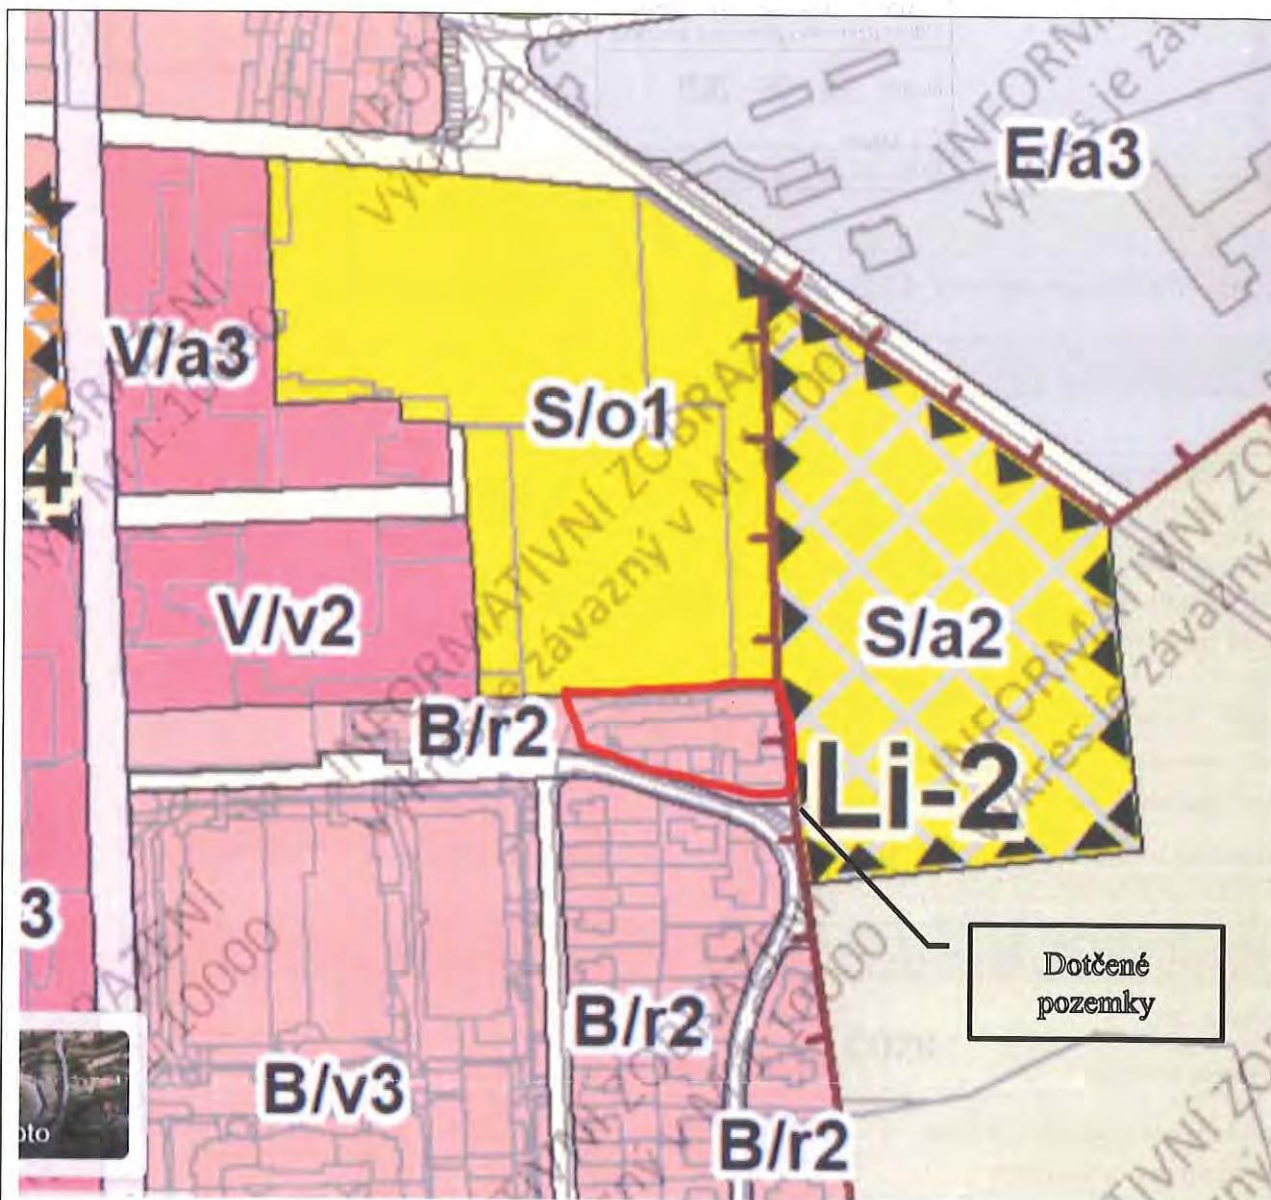 E/a3
V/a3
S/o1
4
V/v2
S/a2
B/r2
Li-2
3
Dotčené
pozemky
B/r2
B/v3
B/r2
oto
INFORMATIVNÍ ZOBRAZENÍ
výkres je závazný v M 1:10000